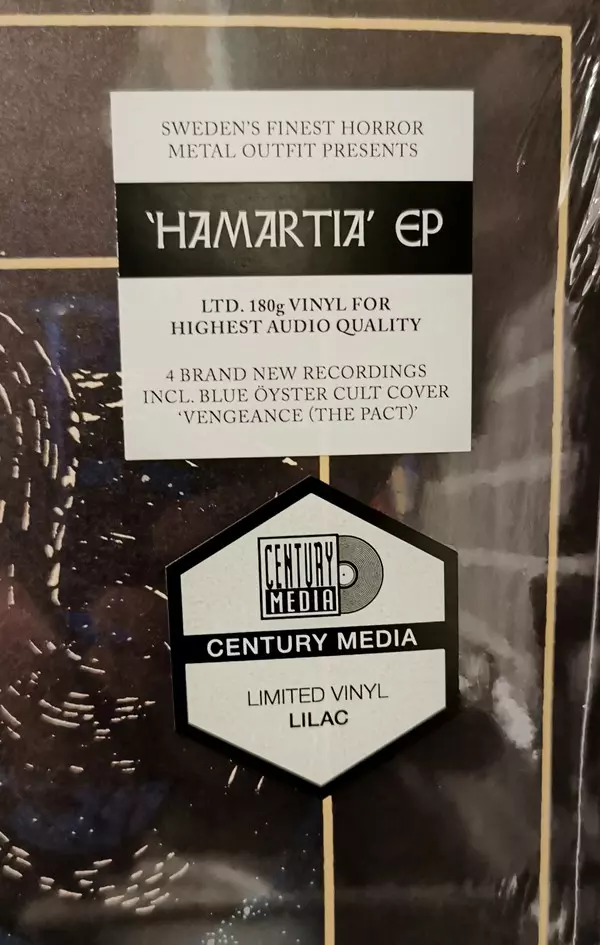 SWEDEN'S FINEST HORROR
METAL OUTFIT PRESENTS
'HAMARTIA' EP
LTD. 180g VINYL FOR
HIGHEST AUDIO QUALITY
4 BRAND NEW RECORDINGS
INCL. BLUE ÖYSTER CULT COVER
'VENGEANCE (THE PACT)'
CENTURY
MEDIA
CENTURY MEDIA
LIMITED VINYL
LILAC